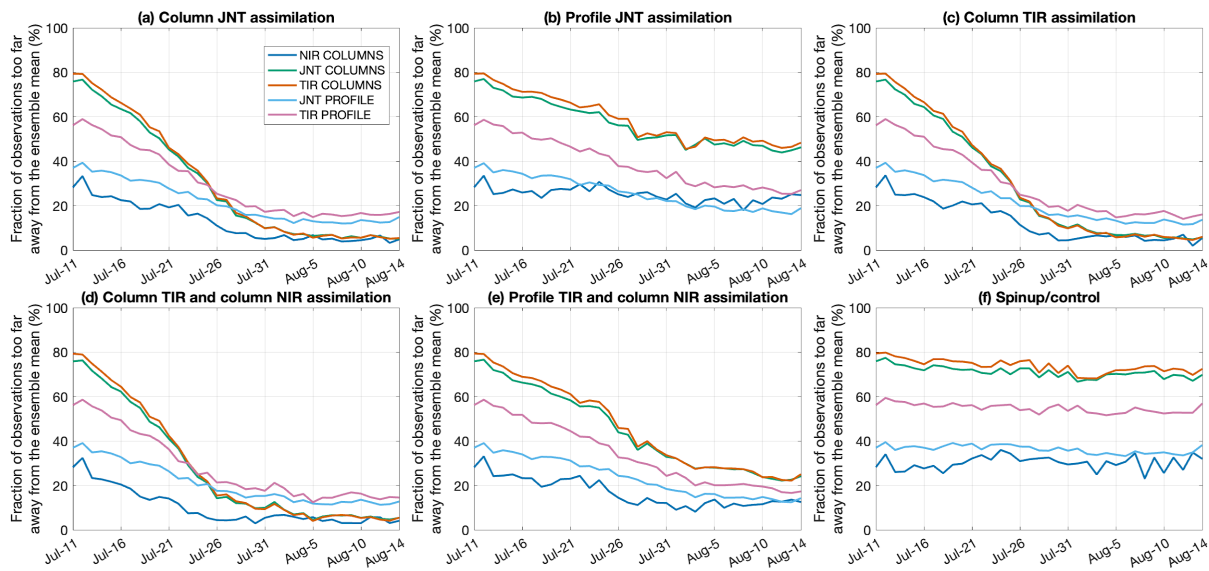 (a) Column JNT assimilation
Fraction of observations too far
away from the ensemble mean (%)
100
80
60
40
20
0
NIR COLUMNS
JNT COLUMNS
TIR COLUMNS
JNT PROFILE
TIR PROFILE
Jul-11
Jul-16
Jul-21
Jul-26
Jul-31
Aug-5
Aug-10
Aug-14
(b) Profile JNT assimilation
Fraction of observations too far
away from the ensemble mean (%)
100
80
60
40
20
0
Jul-11
Jul-16
Jul-21
Jul-26
Jul-31
Aug-5
Aug-10
Aug-14
(c) Column TIR assimilation
Fraction of observations too far
away from the ensemble mean (%)
100
80
60
40
20
0
Jul-11
Jul-16
Jul-21
Jul-26
Jul-31
Aug-5
Aug-10
Aug-14
(d) Column TIR and column NIR assimilation
Fraction of observations too far
away from the ensemble mean (%)
100
80
60
40
20
0
Jul-11
Jul-16
Jul-21
Jul-26
Jul-31
Aug-5
Aug-10
Aug-14
(e) Profile TIR and column NIR assimilation
Fraction of observations too far
away from the ensemble mean (%)
100
80
60
40
20
0
Jul-11
Jul-16
Jul-21
Jul-26
Jul-31
Aug-5
Aug-10
Aug-14
(f) Spinup/control
Fraction of observations too far
away from the ensemble mean (%)
100
80
60
40
20
0
Jul-11
Jul-16
Jul-21
Jul-26
Jul-31
Aug-5
Aug-10
Aug-14